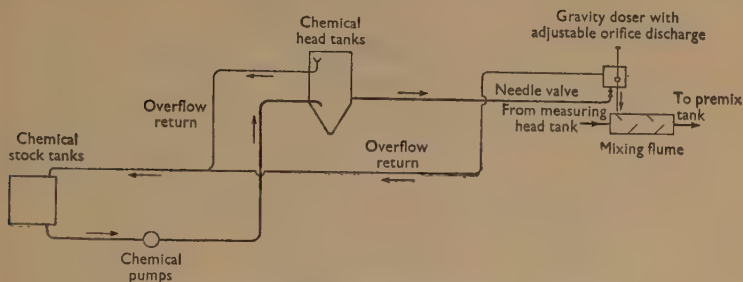 Chemical
head tanks
Gravity doser with
adjustable orifice discharge
Overflow
return
Needle valve
From measuring
head tank
To premix
tank
Mixing flume
Chemical
stock tanks
Overflow
return
Chemical
pumps